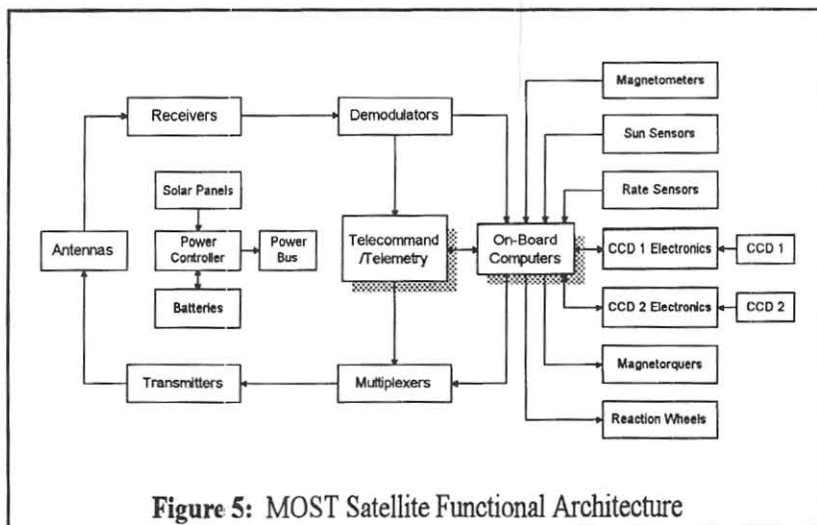 Receivers
Demodulators
Magnetometers
Sun Sensors
Rate Sensors
Solar Panels
Antennas
Power
Controller
Power
Bus
Telecommand
/Telemetry
On-Board
Computers
CCD 1 Electronics
CCD 1
Batteries
CCD 2 Electronics
CCD 2
Transmitters
Multiplexers
Magnetorquers
Reaction Wheels
Figure 5: MOST Satellite Functional Architecture